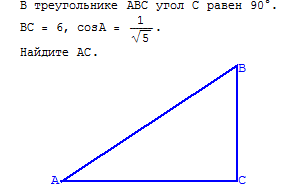 В треугольнике ABC угол C равен 90°.
BC = 6, cosA = 1/√5.
Найдите AC.
B
A
C